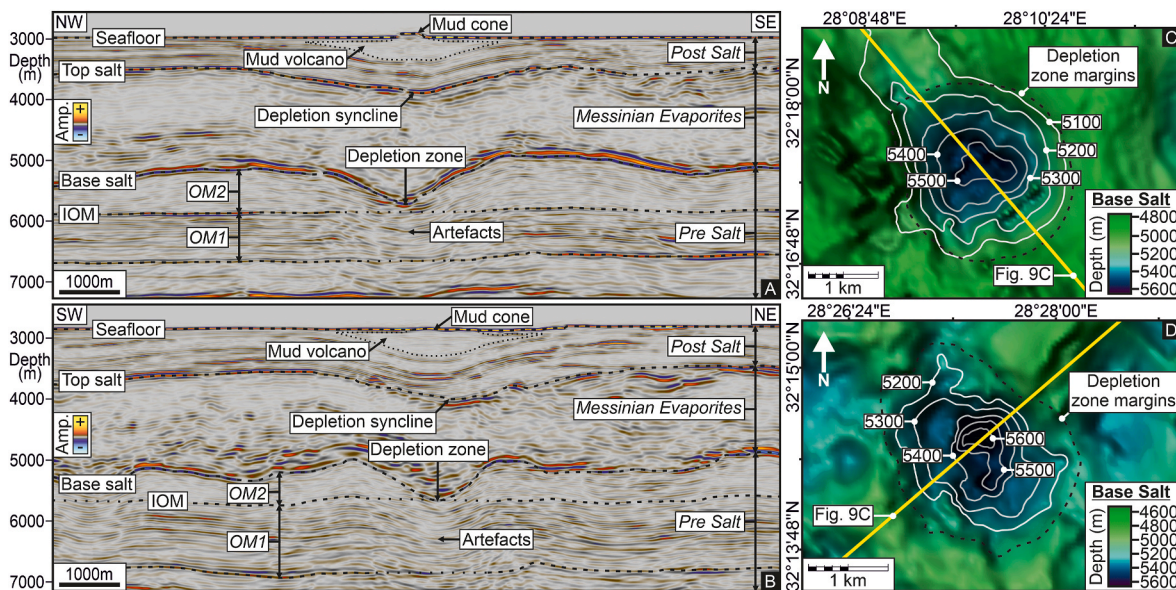 NW
Mud cone
SE
3000
Seafloor
Depth
(m)
Mud volcano
Post Salt
Top salt
4000
Amp.
+
−
Depletion syncline
Messinian Evaporites
Depletion zone
5000
Base salt
OM2
6000
IOM
OM1
Artefacts
Pre Salt
7000
1000m
A
SW
Mud cone
NE
Seafloor
3000
Depth
(m)
Mud volcano
Post Salt
Top salt
4000
Amp.
+
−
Depletion syncline
Messinian Evaporites
Depletion zone
5000
Base salt
OM2
IOM
6000
OM1
Artefacts
Pre Salt
7000
1000m
B
28°08'48"E
28°10'24"E
C
N
Depletion
zone margins
32°18'00"N
5100
5400
5200
5500
5300
Base Salt
Depth (m)
4800
5000
5200
5400
5600
32°16'48"N
1 km
Fig. 9C
28°26'24"E
28°28'00"E
D
N
32°15'00"N
5200
Depletion
zone margins
5300
5600
5400
5500
Base Salt
Depth (m)
4600
4800
5000
5200
5400
5600
Fig. 9C
32°13'48"N
1 km